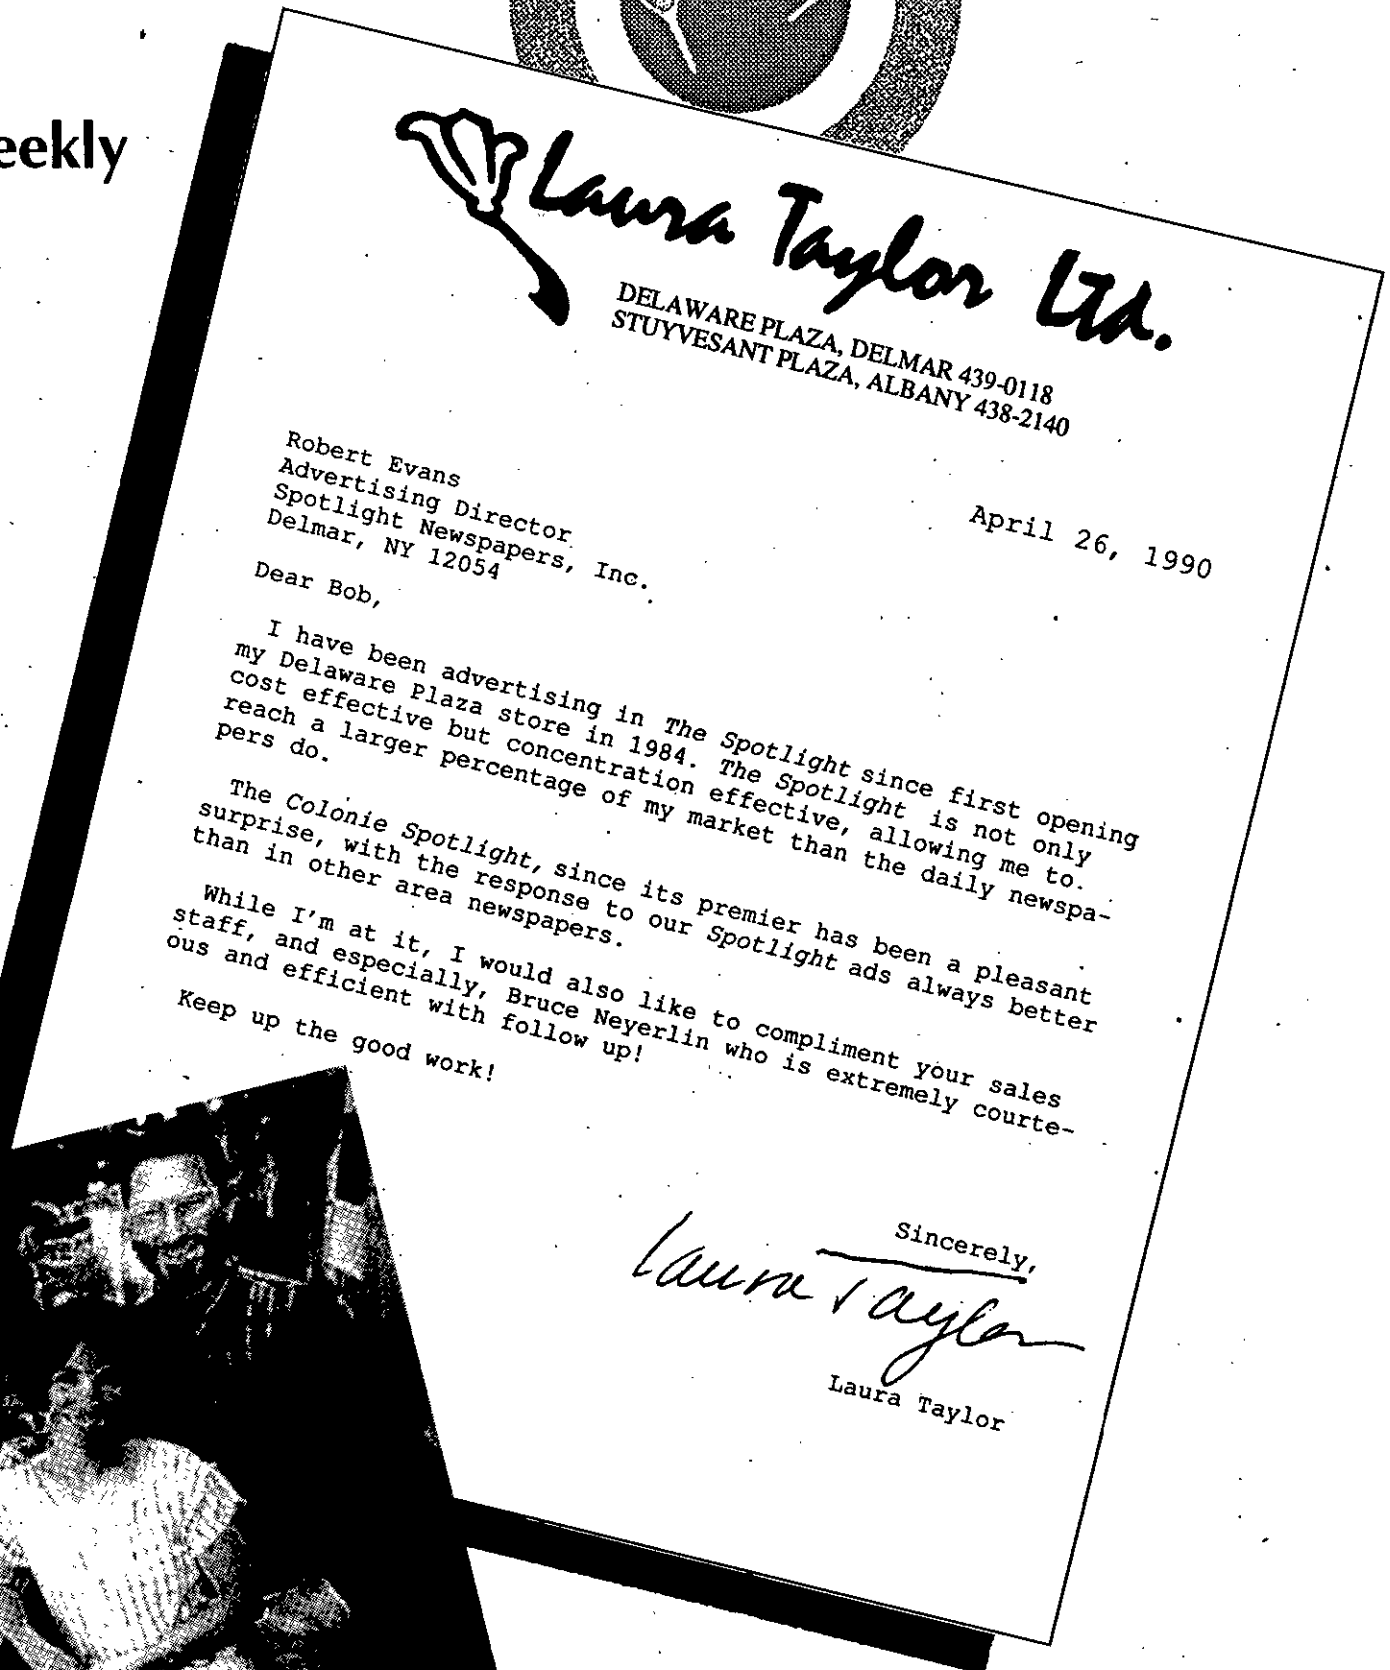 eekly
Laura Taylor Ltd.
DELAWARE PLAZA, DELMAR 439-0118
STUYVESANT PLAZA, ALBANY 438-2140
Robert Evans
Advertising Director
Spotlight Newspapers, Inc.
Delmar, NY 12054
April 26, 1990
Dear Bob,
I have been advertising in The Spotlight since first opening
my Delaware Plaza store in 1984. The Spotlight is not only
cost effective but concentration effective, allowing me to.
reach a larger percentage of my market than the daily newspa-
pers do.
The Colonie Spotlight, since its premier has been a pleasant
surprise, with the response to our Spotlight ads always better
than in other area newspapers.
While I'm at it, I would also like to compliment your sales
staff, and especially, Bruce Neyerlin who is extremely courte-
ous and efficient with follow up!
Keep up the good work!
Sincerely,
Laura Taylor
Laura Taylor